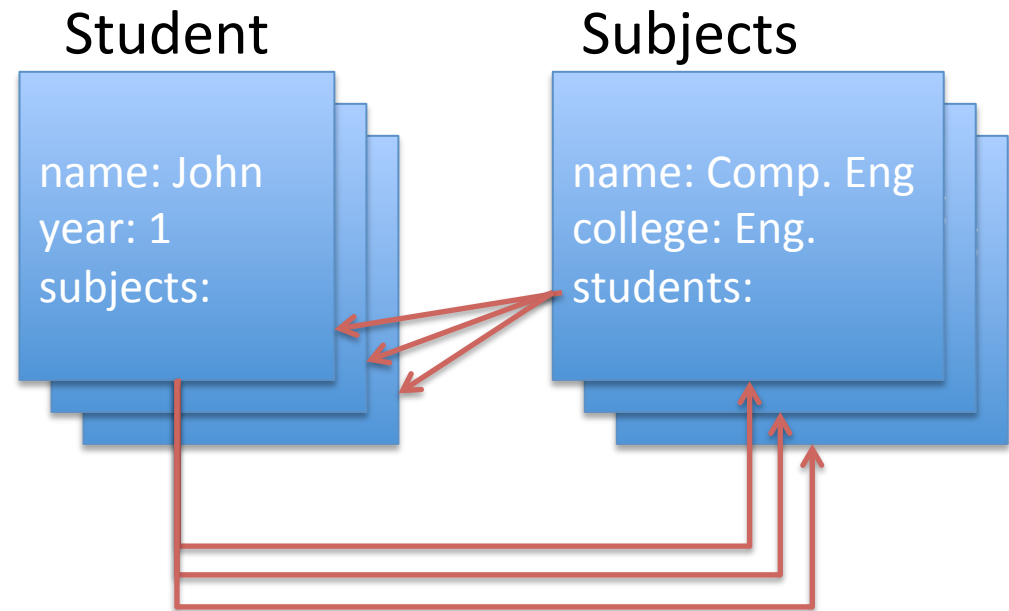 Student
Subjects
name: John
year: 1
subjects:
name: Comp. Eng
college: Eng.
students: